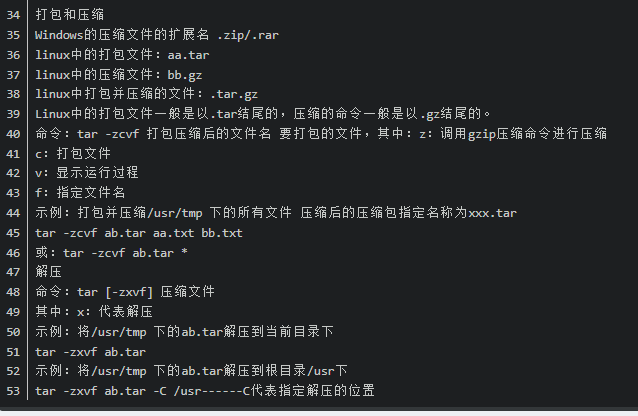 34 打包和压缩
35 Windows的压缩文件的扩展名 .zip/.rar
36 linux中的打包文件：aa.tar
37 linux中的压缩文件：bb.gz
38 linux中打包并压缩的文件：.tar.gz
39 Linux中的打包文件一般是以.tar结尾的，压缩的命令一般是以.gz结尾的。
40 命令：tar -zcvf 打包压缩后的文件名 要打包的文件，其中：z：调用gzip压缩命令进行压缩
41 c：打包文件
42 v：显示运行过程
43 f：指定文件名
44 示例：打包并压缩/usr/tmp 下的所有文件 压缩后的压缩包指定名称为xxx.tar
45 tar -zcvf ab.tar aa.txt bb.txt
46 或：tar -zcvf ab.tar *
47 解压
48 命令：tar [-zxvf] 压缩文件
49 其中：x：代表解压
50 示例：将/usr/tmp 下的ab.tar解压到当前目录下
51 tar -zxvf ab.tar
52 示例：将/usr/tmp 下的ab.tar解压到根目录/usr下
53 tar -zxvf ab.tar -C /usr------C代表指定解压的位置